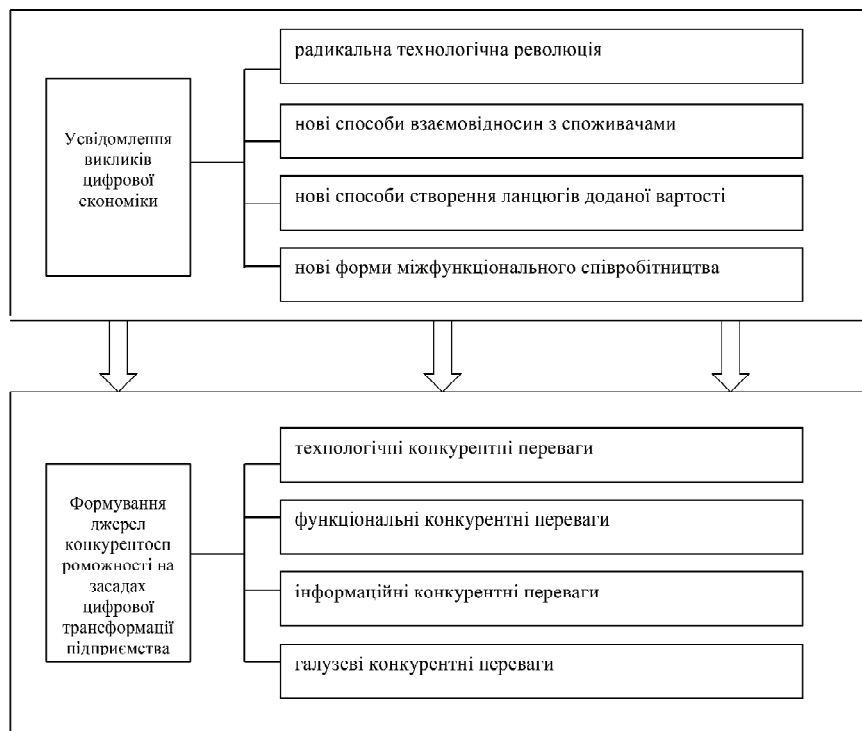 радикальна технологічна революція
Усвідомлення
викликів
цифрової
економіки
нові способи взаємовідносин з споживачами
нові способи створення ланцюгів доданої вартості
нові форми міжфункціонального співробітництва
технологічні конкурентні переваги
Формування
джерел
конкурентосп
роможності на
засадах
цифрової
трансформації
підприємства
функціональні конкурентні переваги
інформаційні конкурентні переваги
галузеві конкурентні переваги